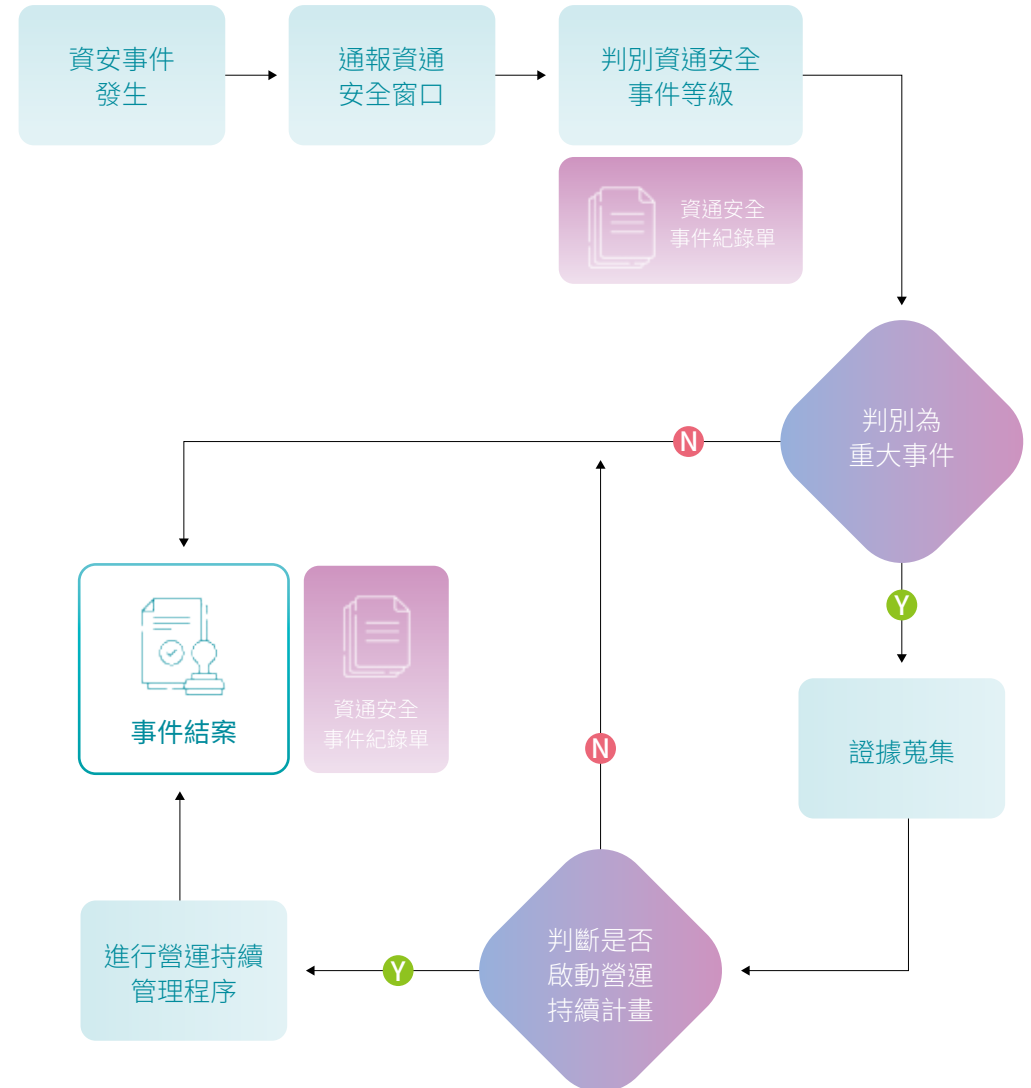 資安事件
發生
通報資通
安全窗口
判別資通安全
事件等級
資通安全
事件紀錄單
判別為
重大事件
N
Y
事件結案
資通安全
事件紀錄單
N
證據蒐集
進行營運持續
管理程序
Y
判斷是否
啟動營運
持續計畫